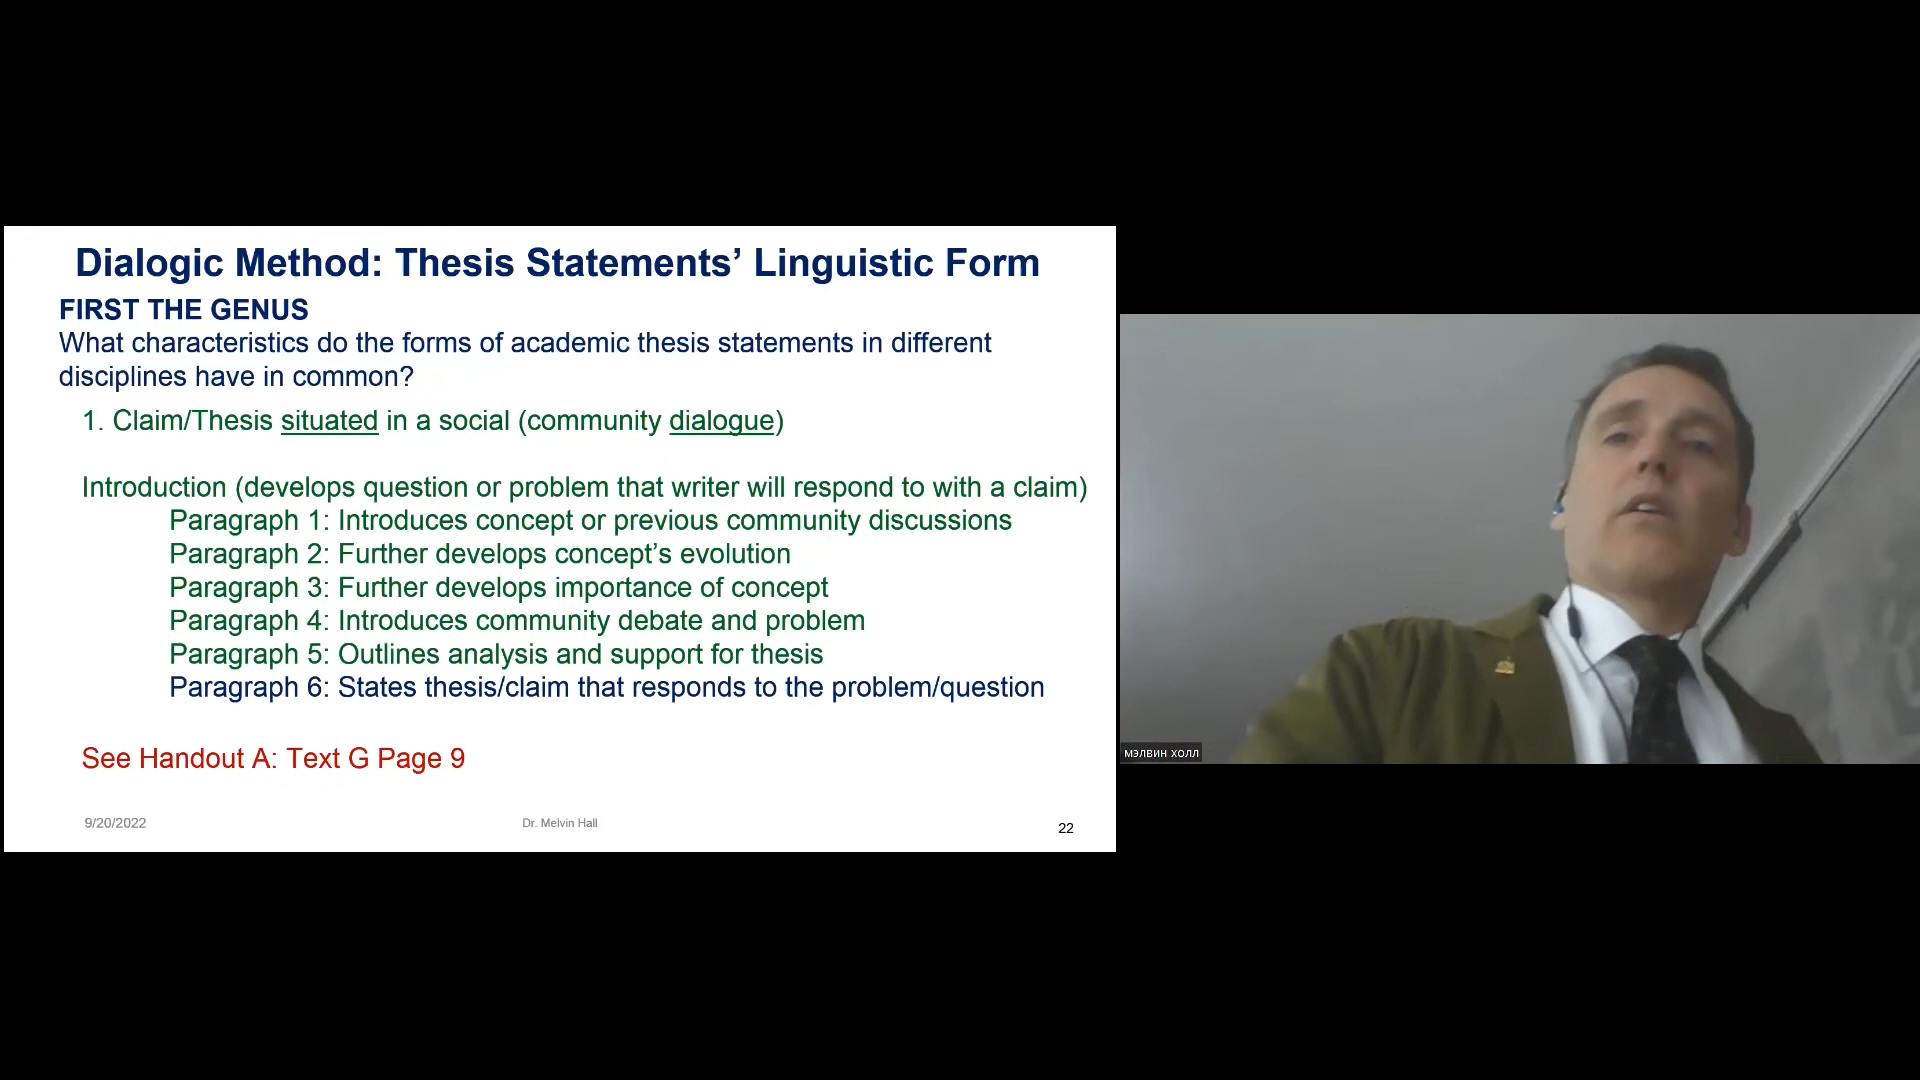 Dialogic Method: Thesis Statements’ Linguistic Form
FIRST THE GENUS
What characteristics do the forms of academic thesis statements in different
disciplines have in common?
1. Claim/Thesis situated in a social (community dialogue)
Introduction (develops question or problem that writer will respond to with a claim)
Paragraph 1: Introduces concept or previous community discussions
Paragraph 2: Further develops concept’s evolution
Paragraph 3: Further develops importance of concept
Paragraph 4: Introduces community debate and problem
Paragraph 5: Outlines analysis and support for thesis
Paragraph 6: States thesis/claim that responds to the problem/question
See Handout A: Text G Page 9
9/20/2022
Dr. Melvin Hall
22
мэлвин холл